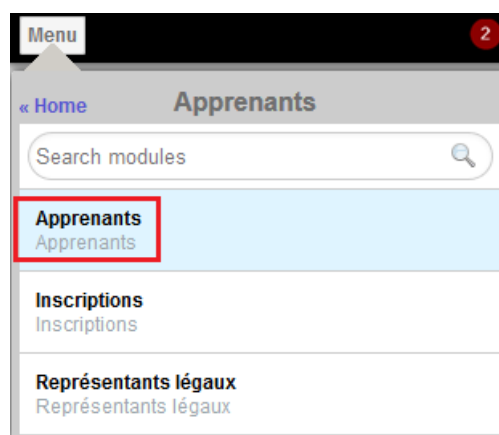 Menu
2
« Home
Apprenants
Search modules
Apprenants
Apprenants
Inscriptions
Inscriptions
Représentants légaux
Représentants légaux